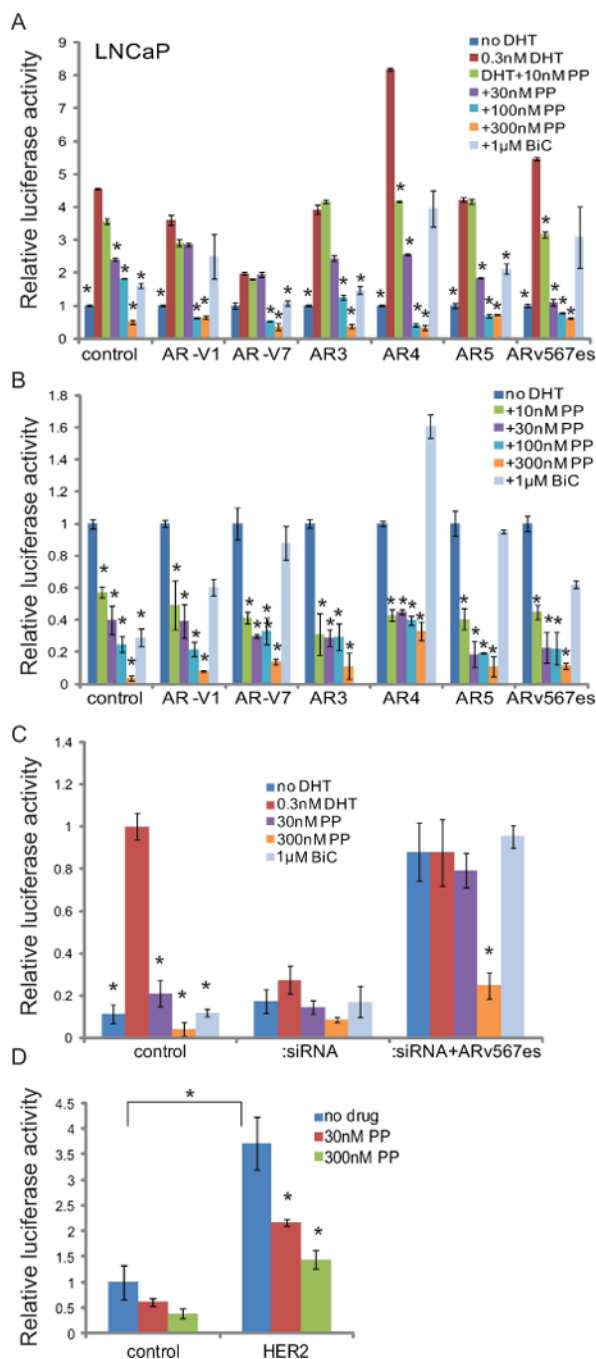 A
LNCaP
no DHT
0.3nM DHT
DHT+10nM PP
+30nM PP
+100nM PP
+300nM PP
+1µM BiC
Relative luciferase activity
9
8
7
6
5
4
3
2
1
0
* * * * * * * * * * * * * * * * * * * * * * * * * * *
control AR-V1 AR-V7 AR3 AR4 AR5 ARv567es
B
no DHT
+10nM PP
+30nM PP
+100nM PP
+300nM PP
+1µM BiC
Relative luciferase activity
1.8
1.6
1.4
1.2
1
0.8
0.6
0.4
0.2
0
* * * * * * * * * * * * * * * * * * * * * * * * * * * * *
control AR-V1 AR-V7 AR3 AR4 AR5 ARv567es
C
no DHT
0.3nM DHT
30nM PP
300nM PP
1µM BiC
Relative luciferase activity
1.4
1.2
1
0.8
0.6
0.4
0.2
0
* * * * *
control :siRNA :siRNA+ARv567es
D
no drug
30nM PP
300nM PP
Relative luciferase activity
4.5
4
3.5
3
2.5
2
1.5
1
0.5
0
* * *
control HER2